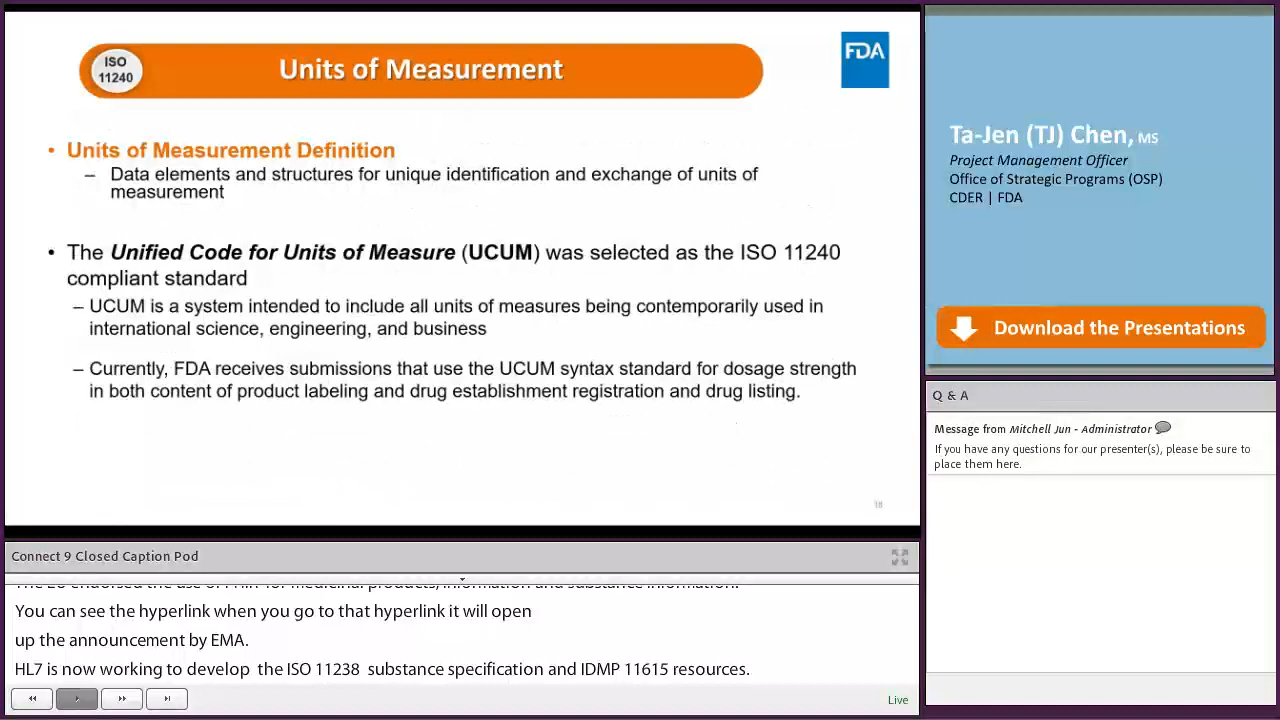 ISO
11240
Units of Measurement
FDA
• Units of Measurement Definition
– Data elements and structures for unique identification and exchange of units of
measurement
• The Unified Code for Units of Measure (UCUM) was selected as the ISO 11240
compliant standard
– UCUM is a system intended to include all units of measures being contemporarily used in
international science, engineering, and business
– Currently, FDA receives submissions that use the UCUM syntax standard for dosage strength
in both content of product labeling and drug establishment registration and drug listing.
18
Ta-Jen (TJ) Chen, MS
Project Management Officer
Office of Strategic Programs (OSP)
CDER | FDA
Download the Presentations
Q & A
Message from Mitchell Jun - Administrator
If you have any questions for our presenter(s), please be sure to
place them here.
Connect 9 Closed Caption Pod
for medicinal products, information and substance information.
You can see the hyperlink when you go to that hyperlink it will open
up the announcement by EMA.
HL7 is now working to develop the ISO 11238 substance specification and IDMP 11615 resources.
Live